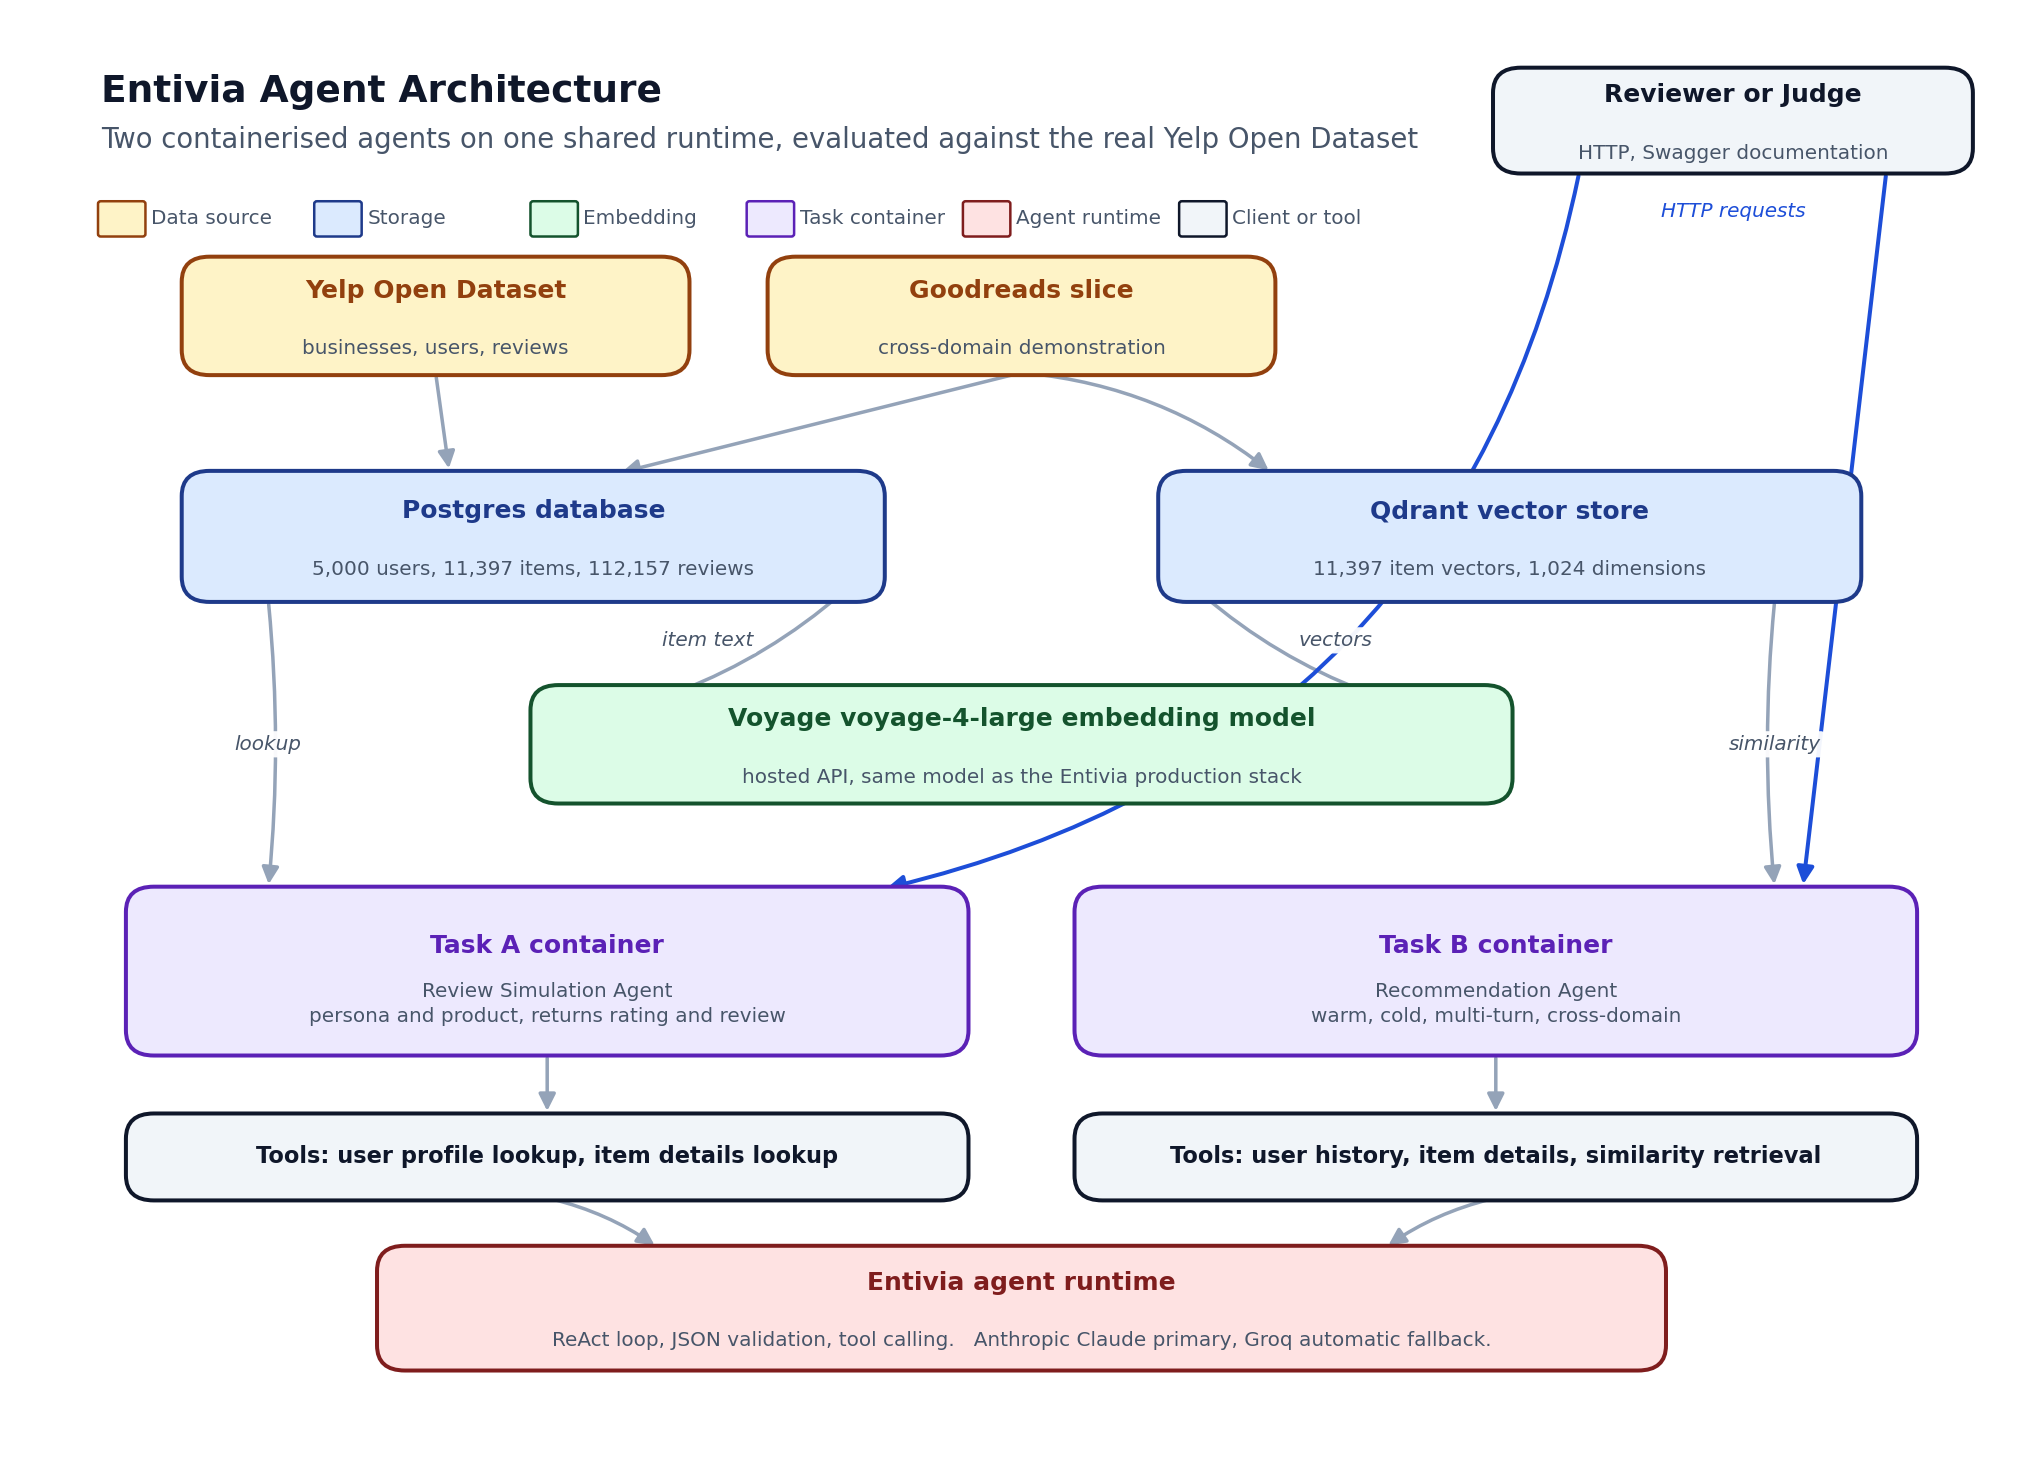 Entivia Agent Architecture
Two containerised agents on one shared runtime, evaluated against the real Yelp Open Dataset
Reviewer or Judge
HTTP, Swagger documentation
HTTP requests
Data source
Storage
Embedding
Task container
Agent runtime
Client or tool
Yelp Open Dataset
businesses, users, reviews
Goodreads slice
cross-domain demonstration
Postgres database
5,000 users, 11,397 items, 112,157 reviews
Qdrant vector store
11,397 item vectors, 1,024 dimensions
item text
vectors
Voyage voyage-4-large embedding model
hosted API, same model as the Entivia production stack
lookup
similarity
Task A container
Review Simulation Agent
persona and product, returns rating and review
Task B container
Recommendation Agent
warm, cold, multi-turn, cross-domain
Tools: user profile lookup, item details lookup
Tools: user history, item details, similarity retrieval
Entivia agent runtime
ReAct loop, JSON validation, tool calling.   Anthropic Claude primary, Groq automatic fallback.